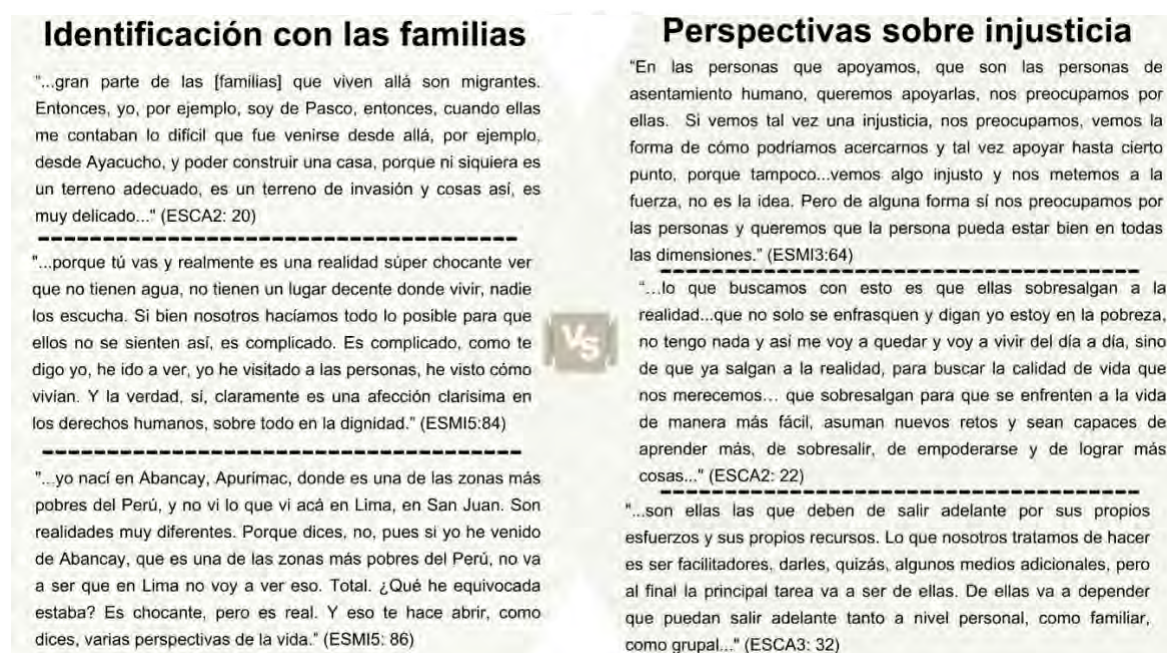 Identificación con las familias
"...gran parte de las [familias] que viven allá son migrantes.
Entonces, yo, por ejemplo, soy de Pasco, entonces, cuando ellas
me contaban lo difícil que fue venirse desde allá, por ejemplo,
desde Ayacucho, y poder construir una casa, porque ni siquiera es
un terreno adecuado, es un terreno de invasión y cosas así, es
muy delicado..." (ESCA2: 20)
"...porque tú vas y realmente es una realidad súper chocante ver
que no tienen agua, no tienen un lugar decente donde vivir, nadie
los escucha. Si bien nosotros hacíamos todo lo posible para que
ellos no se sienten así, es complicado. Es complicado, como te
digo yo, he ido a ver, yo he visitado a las personas, he visto cómo
vivían. Y la verdad, sí, claramente es una afección clarísima en
los derechos humanos, sobre todo en la dignidad." (ESMI5:84)
"...yo nací en Abancay, Apurímac, donde es una de las zonas más
pobres del Perú, y no vi lo que vi acá en Lima, en San Juan. Son
realidades muy diferentes. Porque dices, no, pues si yo he venido
de Abancay, que es una de las zonas más pobres del Perú, no va
a ser que en Lima no voy a ver eso. Total. ¿Qué he equivocada
estaba? Es chocante, pero es real. Y eso te hace abrir, como
dices, varias perspectivas de la vida." (ESMI5: 86)
Vs
Perspectivas sobre injusticia
"En las personas que apoyamos, que son las personas de
asentamiento humano, queremos apoyarlas, nos preocupamos por
ellas. Si vemos tal vez una injusticia, nos preocupamos, vemos la
forma de cómo podríamos acercarnos y tal vez apoyar hasta cierto
punto, porque tampoco...vemos algo injusto y nos metemos a la
fuerza, no es la idea. Pero de alguna forma sí nos preocupamos por
las personas y queremos que la persona pueda estar bien en todas
las dimensiones." (ESMI3:64)
"...lo que buscamos con esto es que ellas sobresalgan a la
realidad...que no solo se enfrasquen y digan yo estoy en la pobreza,
no tengo nada y así me voy a quedar y voy a vivir del día a día, sino
de que ya salgan a la realidad, para buscar la calidad de vida que
nos merecemos... que sobresalgan para que se enfrenten a la vida
de manera más fácil, asuman nuevos retos y sean capaces de
aprender más, de sobresalir, de empoderarse y de lograr más
cosas..." (ESCA2: 22)
"...son ellas las que deben de salir adelante por sus propios
esfuerzos y sus propios recursos. Lo que nosotros tratamos de hacer
es ser facilitadores, darles, quizás, algunos medios adicionales, pero
al final la principal tarea va a ser de ellas. De ellas va a depender
que puedan salir adelante tanto a nivel personal, como familiar,
como grupal..." (ESCA3: 32)